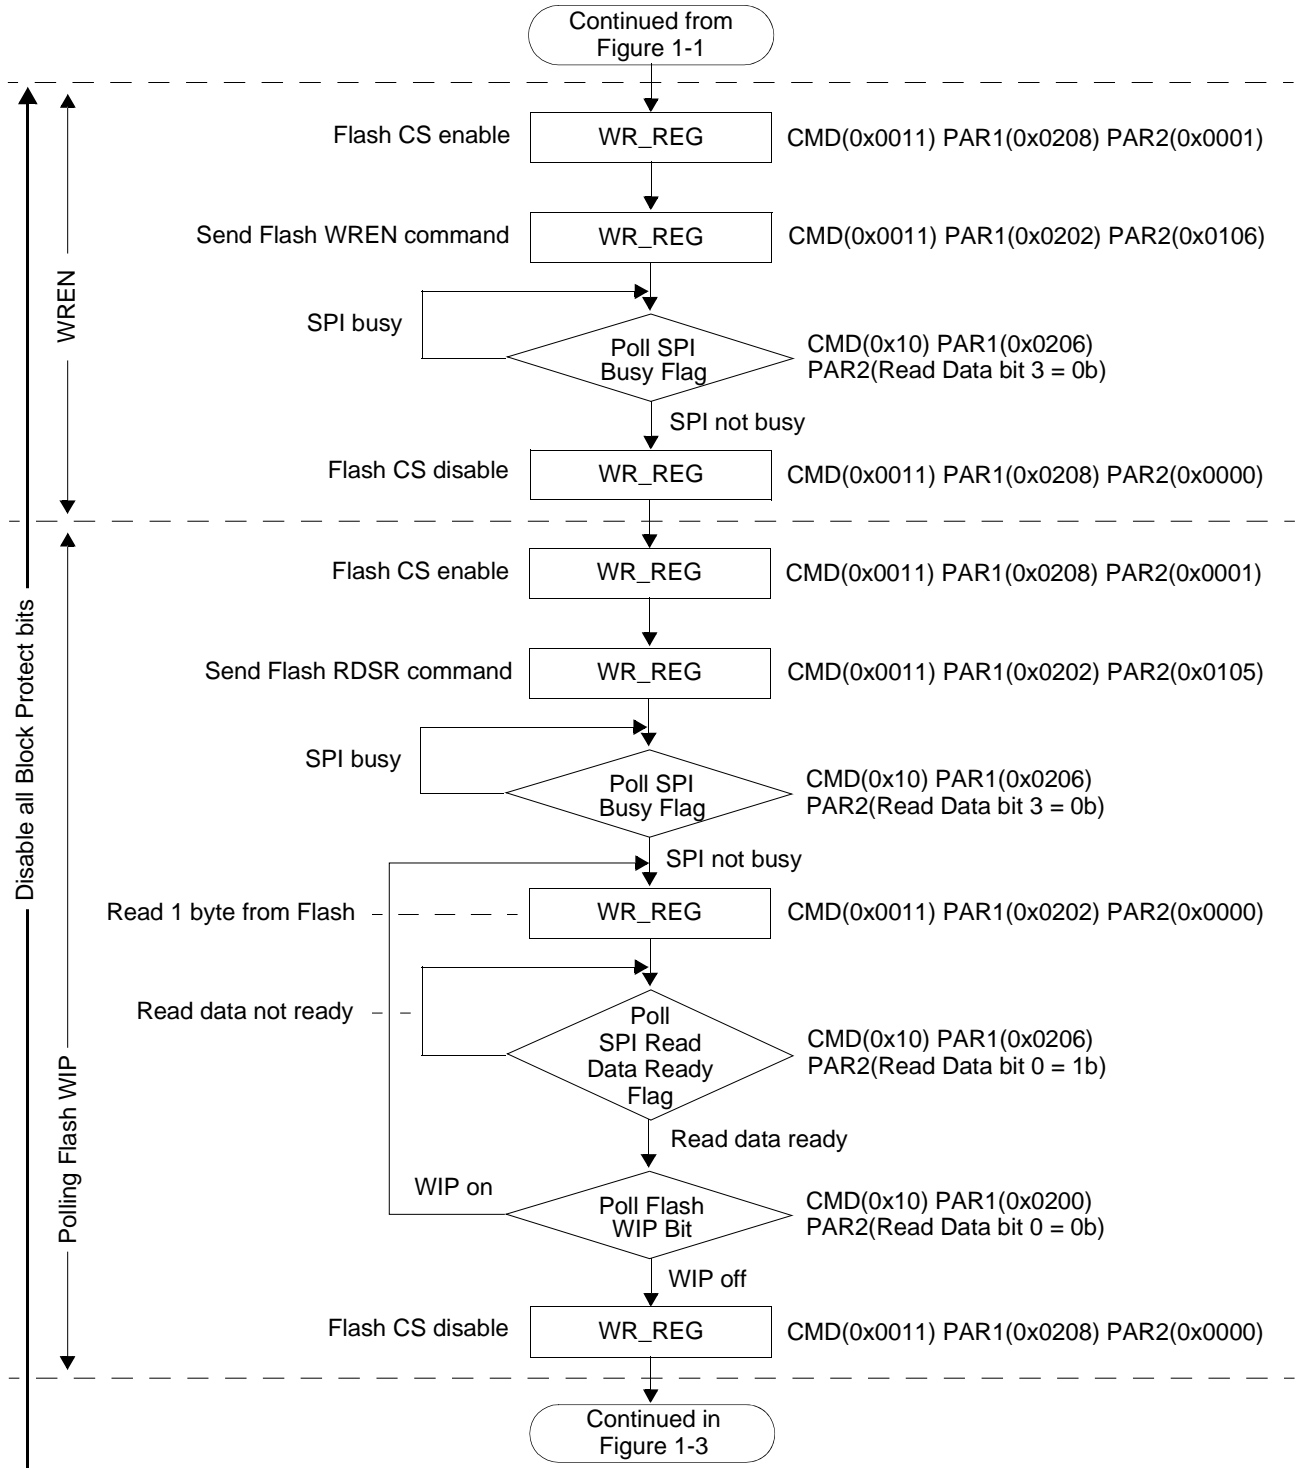 Continued from
Figure 1-1
Flash CS enable
WR_REG
CMD(0x0011) PAR1(0x0208) PAR2(0x0001)
Send Flash WREN command
WR_REG
CMD(0x0011) PAR1(0x0202) PAR2(0x0106)
WREN
SPI busy
Poll SPI
Busy Flag
CMD(0x10) PAR1(0x0206)
PAR2(Read Data bit 3 = 0b)
SPI not busy
Flash CS disable
WR_REG
CMD(0x0011) PAR1(0x0208) PAR2(0x0000)
Flash CS enable
WR_REG
CMD(0x0011) PAR1(0x0208) PAR2(0x0001)
Disable all Block Protect bits
Send Flash RDSR command
WR_REG
CMD(0x0011) PAR1(0x0202) PAR2(0x0105)
SPI busy
Poll SPI
Busy Flag
CMD(0x10) PAR1(0x0206)
PAR2(Read Data bit 3 = 0b)
SPI not busy
Read 1 byte from Flash
WR_REG
CMD(0x0011) PAR1(0x0202) PAR2(0x0000)
Read data not ready
Poll
SPI Read
Data Ready
Flag
CMD(0x10) PAR1(0x0206)
PAR2(Read Data bit 0 = 1b)
Polling Flash WIP
Read data ready
WIP on
Poll Flash
WIP Bit
CMD(0x10) PAR1(0x0200)
PAR2(Read Data bit 0 = 0b)
WIP off
Flash CS disable
WR_REG
CMD(0x0011) PAR1(0x0208) PAR2(0x0000)
Continued in
Figure 1-3